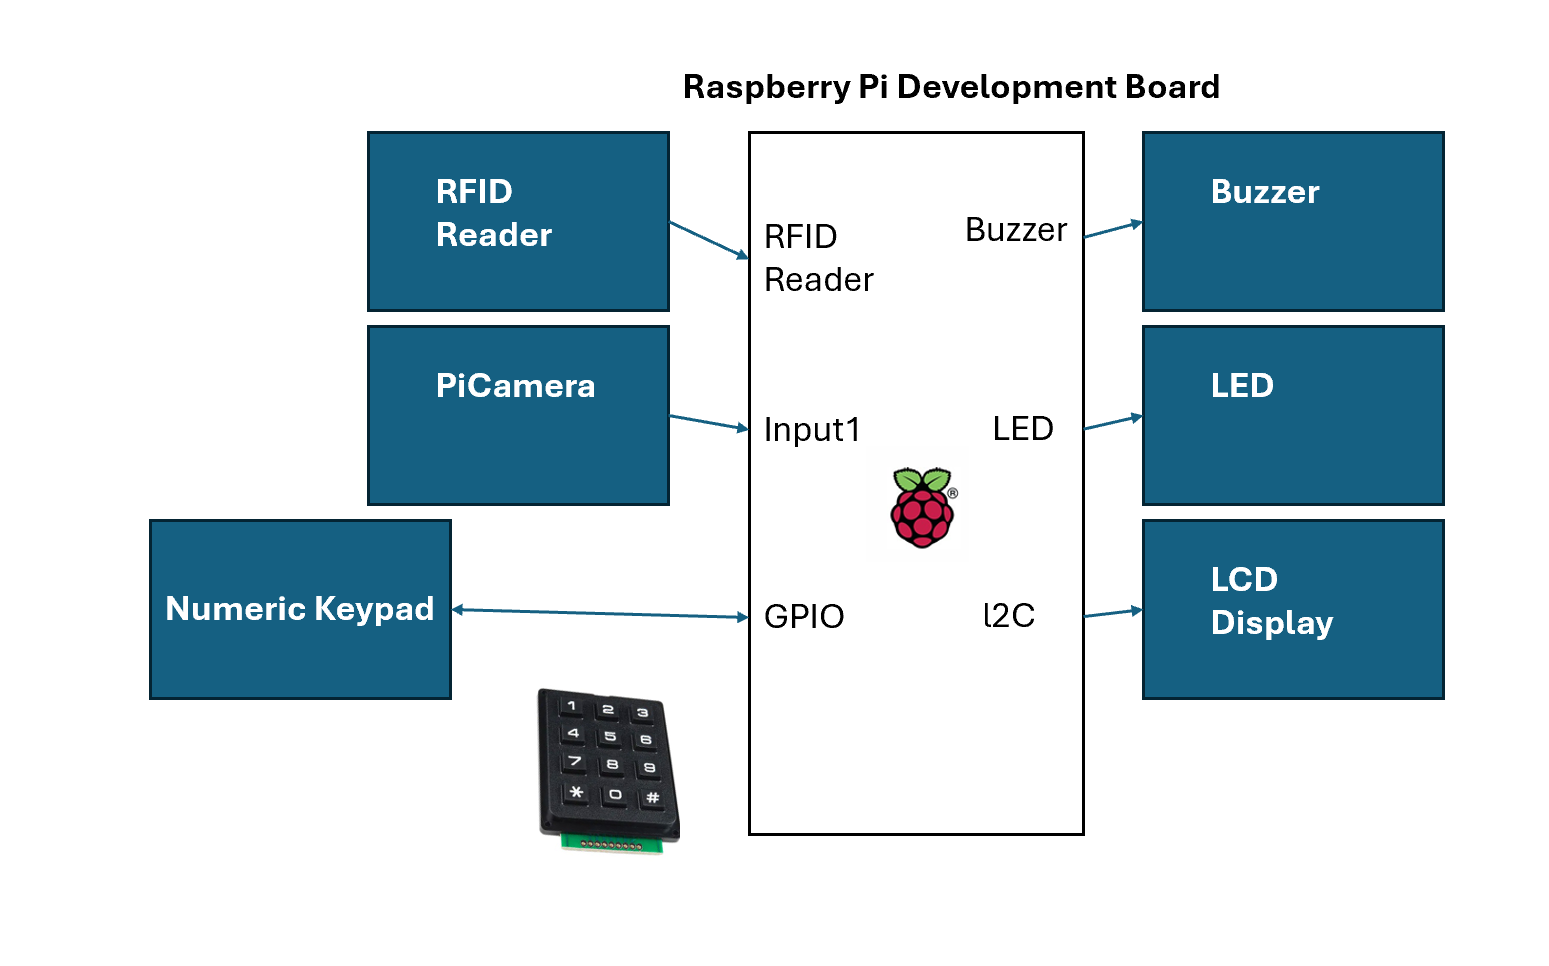 Raspberry Pi Development Board
RFID
Reader
PiCamera
Numeric Keypad
RFID
Reader
Input1
GPIO
Buzzer
LED
I2C
®
Buzzer
LED
LCD
Display
1 2 3
4 5 6
7 8 9
* 0 #